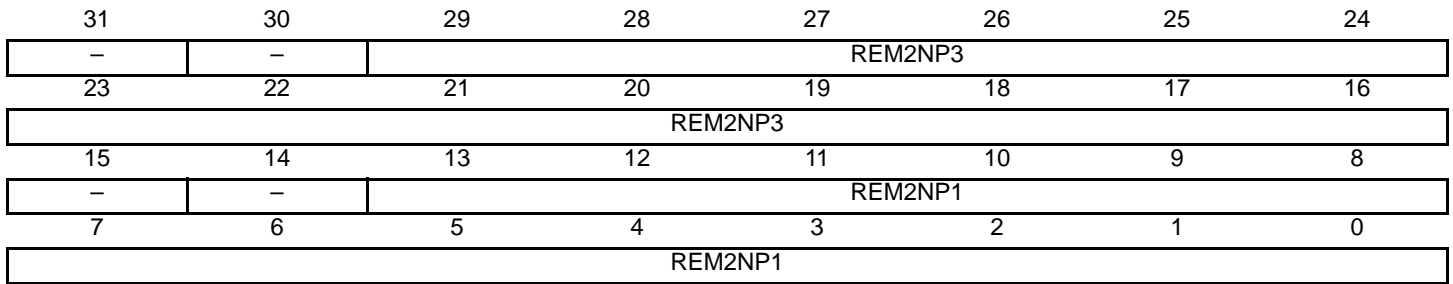 31 30 29 28 27 26 25 24
– – REM2NP3
23 22 21 20 19 18 17 16
REM2NP3
15 14 13 12 11 10 9 8
– – REM2NP1
7 6 5 4 3 2 1 0
REM2NP1